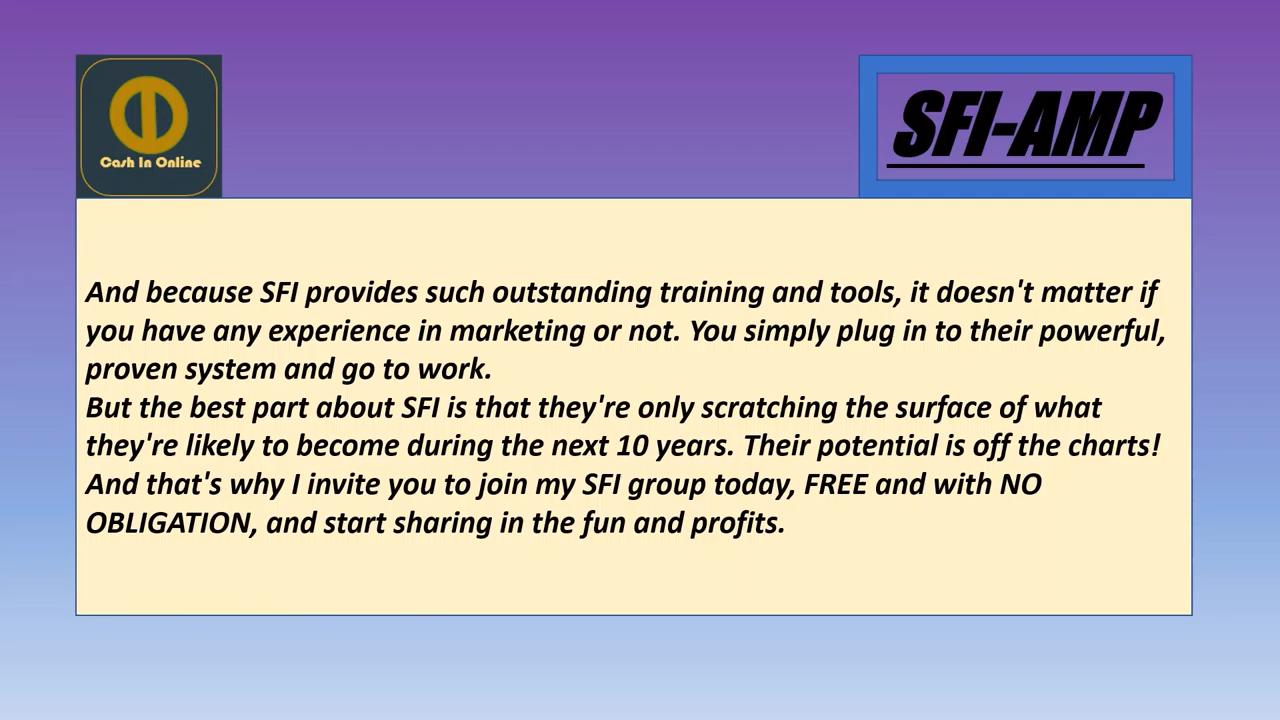 Cash In Online
SFI-AMP
And because SFI provides such outstanding training and tools, it doesn't matter if
you have any experience in marketing or not. You simply plug in to their powerful,
proven system and go to work.
But the best part about SFI is that they're only scratching the surface of what
they're likely to become during the next 10 years. Their potential is off the charts!
And that's why I invite you to join my SFI group today, FREE and with NO
OBLIGATION, and start sharing in the fun and profits.